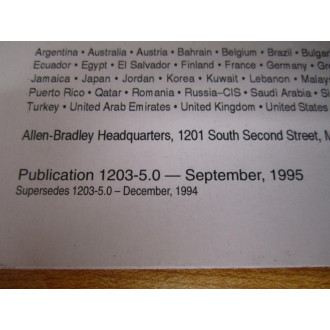 Argentina • Australia • Austria • Bahrain • Belgium • Brazil •
Ecuador • Egypt • El Salvador • Finland • France • Germany •
Jamaica • Japan • Jordan • Korea • Kuwait • Lebanon •
Puerto Rico • Qatar • Romania • Russia–CIS • Saudi Arabia •
Turkey • United Arab Emirates • United Kingdom • United States
Allen-Bradley Headquarters, 1201 South Second Street,
Publication 1203-5.0 — September, 1995
Supersedes 1203-5.0 – December, 1994